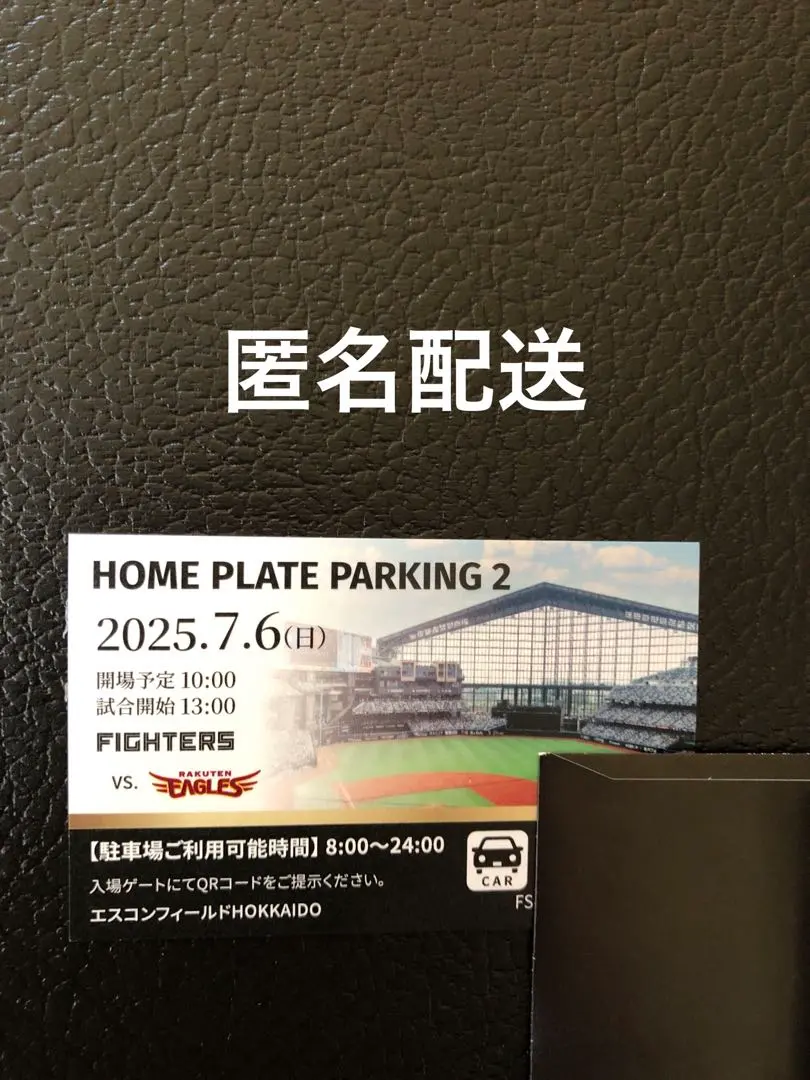 匿名配送
HOME PLATE PARKING 2
2025.7.6(日)
開場予定 10:00
試合開始 13:00
FIGHTERS
VS. RAKUTEN EAGLES
【駐車場ご利用可能時間】8:00〜24:00
入場ゲートにてQRコードをご提示ください。
エスコンフィールドHOKKAIDO
CAR
FS